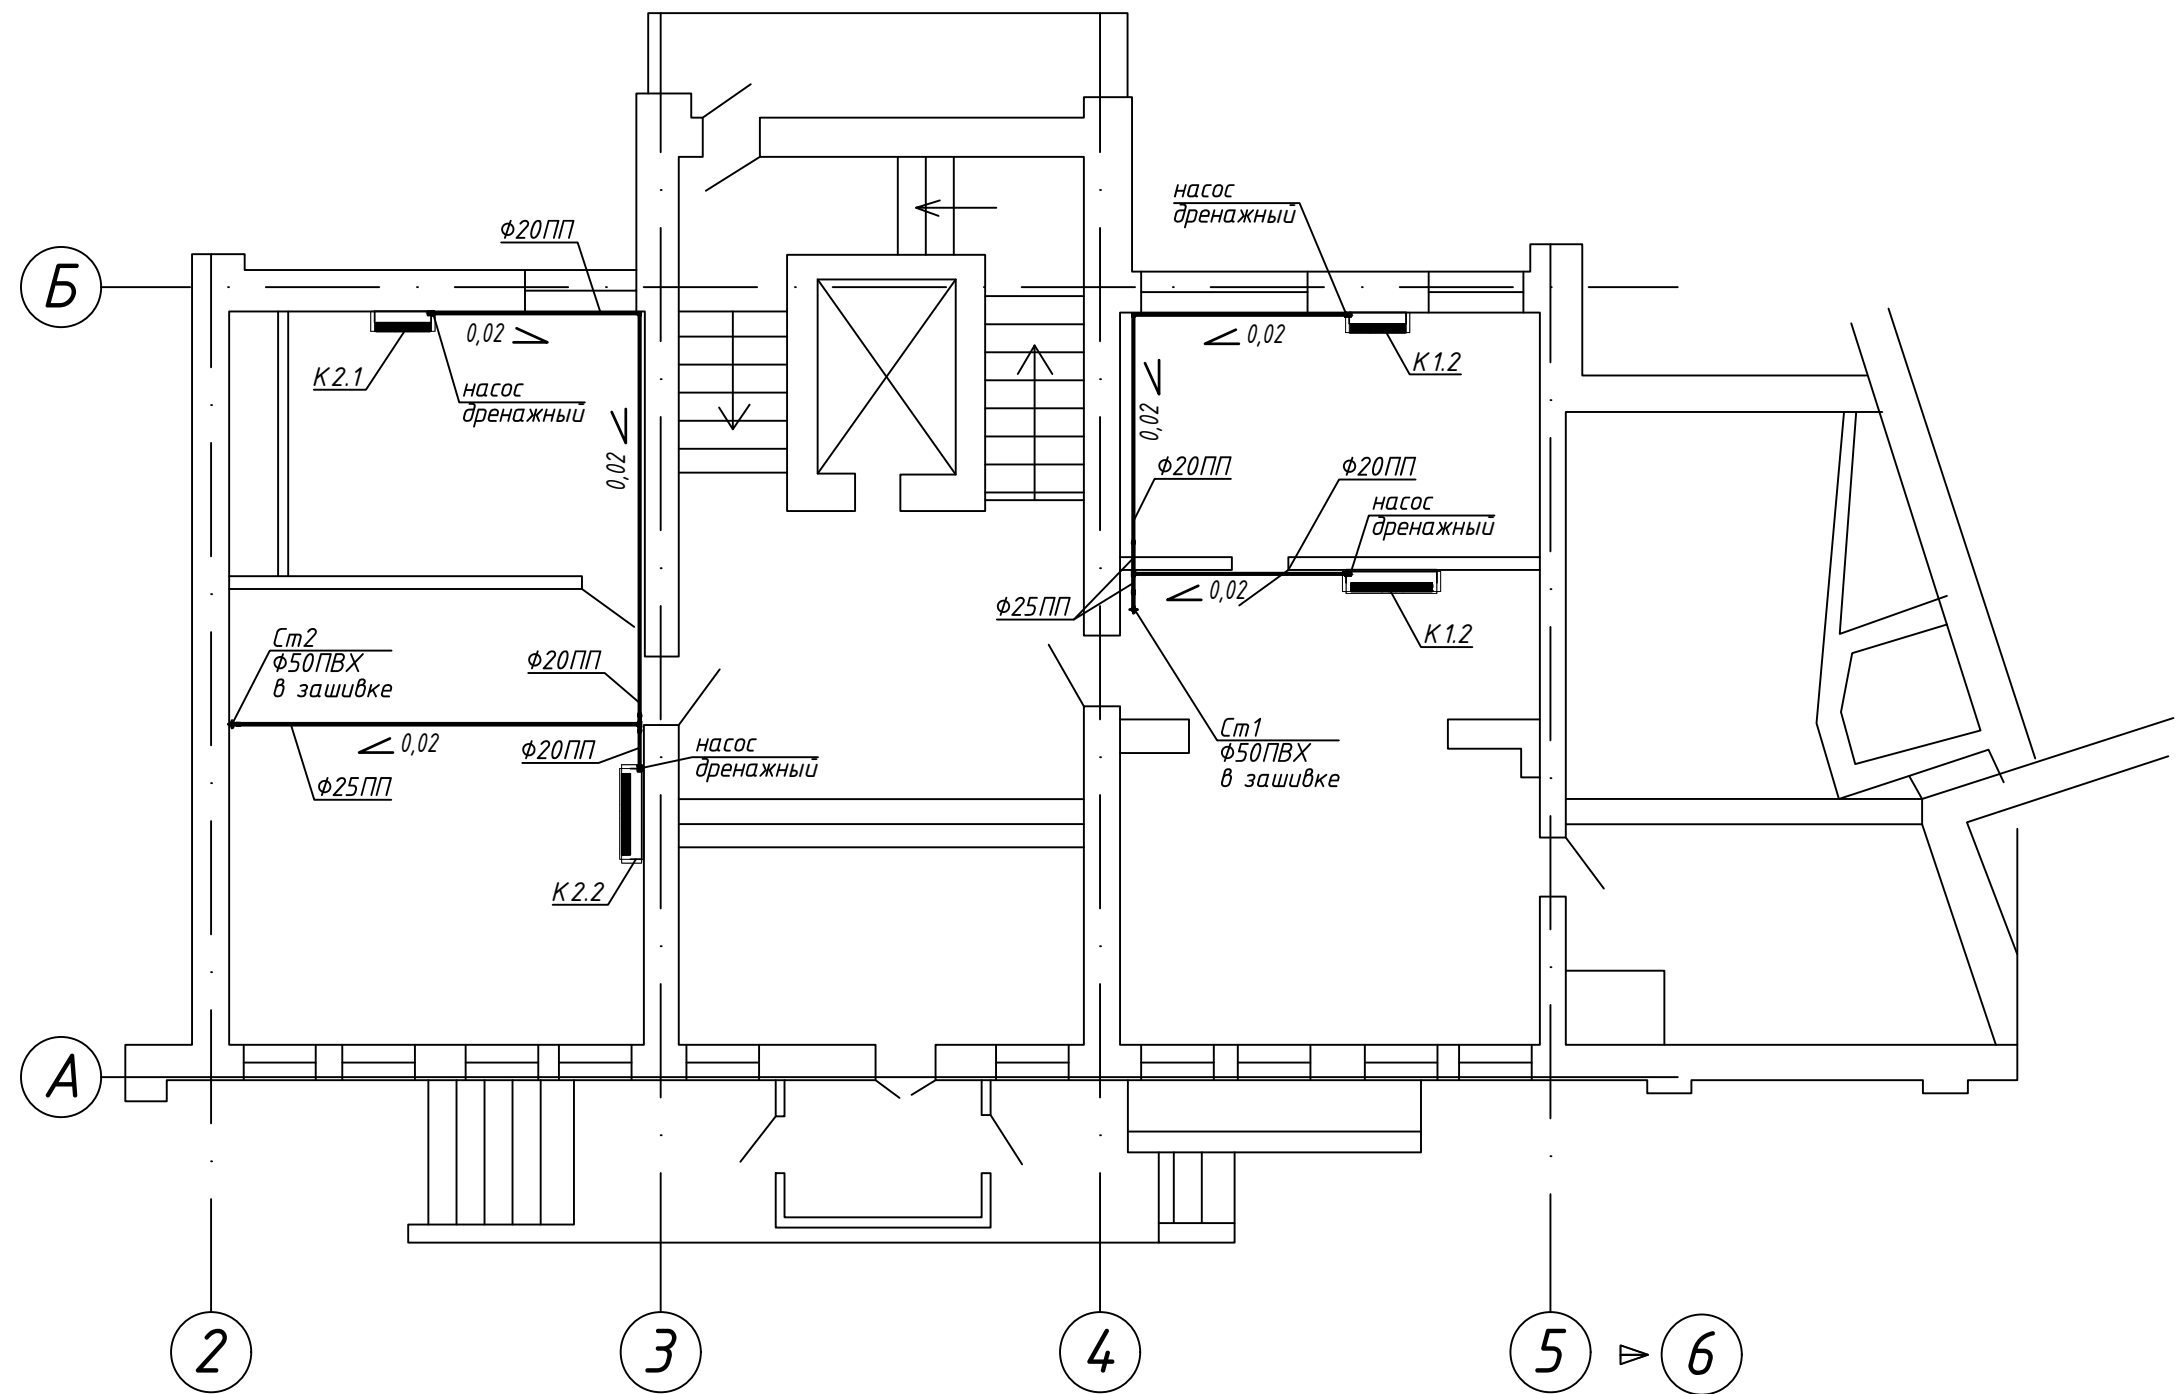 насос
дренажный
Ф20ПП
Б
0,02
0,02
К2.1
К1.2
насос
дренажный
0,02
0,02
Ф20ПП
Ф20ПП
насос
дренажный
Ф25ПП
0,02
К1.2
Ст2
Ф50ПВХ
в зашивке
Ф20ПП
0,02
Ф20ПП
насос
дренажный
Ст1
Ф50ПВХ
в зашивке
Ф25ПП
К2.2
А
2
3
4
5
6